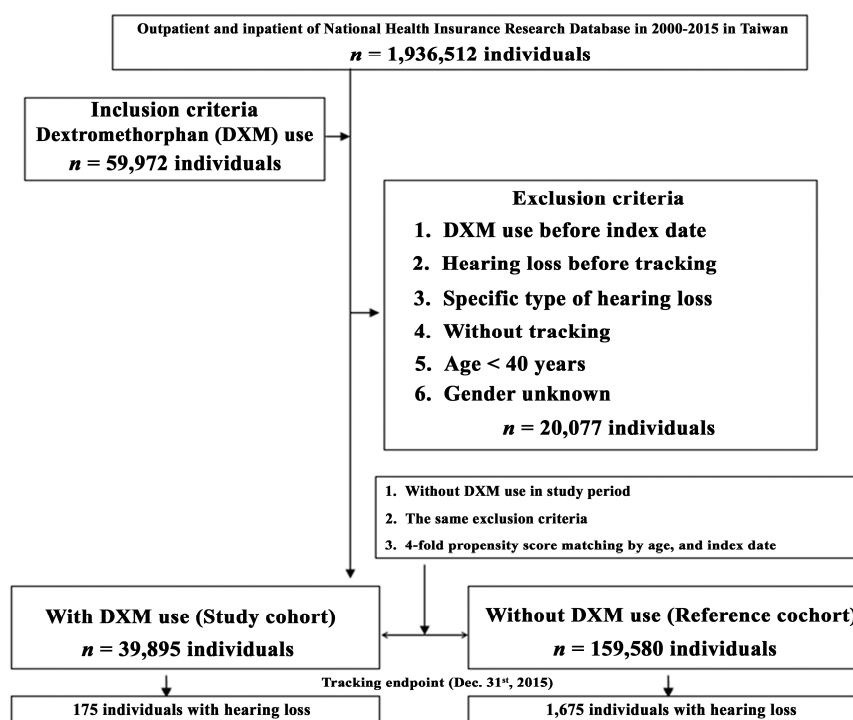 Outpatient and inpatient of National Health Insurance Research Database in 2000-2015 in Taiwan
n = 1,936,512 individuals
Inclusion criteria
Dextromethorphan (DXM) use
n = 59,972 individuals
Exclusion criteria
1. DXM use before index date
2. Hearing loss before tracking
3. Specific type of hearing loss
4. Without tracking
5. Age < 40 years
6. Gender unknown
n = 20,077 individuals
1. Without DXM use in study period
2. The same exclusion criteria
3. 4-fold propensity score matching by age, and index date
With DXM use (Study cohort)
n = 39,895 individuals
Without DXM use (Reference cochort)
n = 159,580 individuals
Tracking endpoint (Dec. 31st, 2015)
175 individuals with hearing loss
1,675 individuals with hearing loss